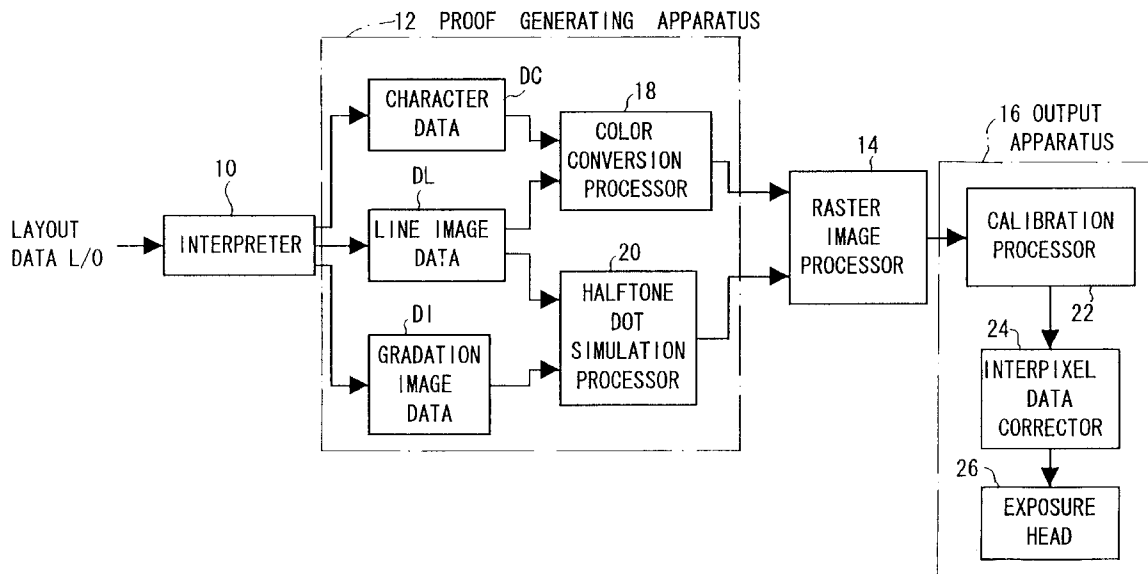 12 PROOF GENERATING APPARATUS
DC
CHARACTER
DATA
18
COLOR
CONVERSION
PROCESSOR
16 OUTPUT
APPARATUS
10
DL
14
LAYOUT
DATA L/O
INTERPRETER
LINE IMAGE
DATA
RASTER
IMAGE
PROCESSOR
CALIBRATION
PROCESSOR
22
20
HALFTONE
DOT
SIMULATION
PROCESSOR
DI
GRADATION
IMAGE
DATA
24
INTERPIXEL
DATA
CORRECTOR
26
EXPOSURE
HEAD